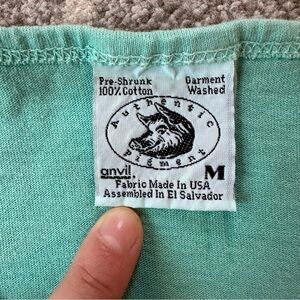 Pre-Shrunk Garment
100% Cotton Washed
Authentic
Pigment
anvil. M
Fabric Made In USA
Assembled In El Salvador